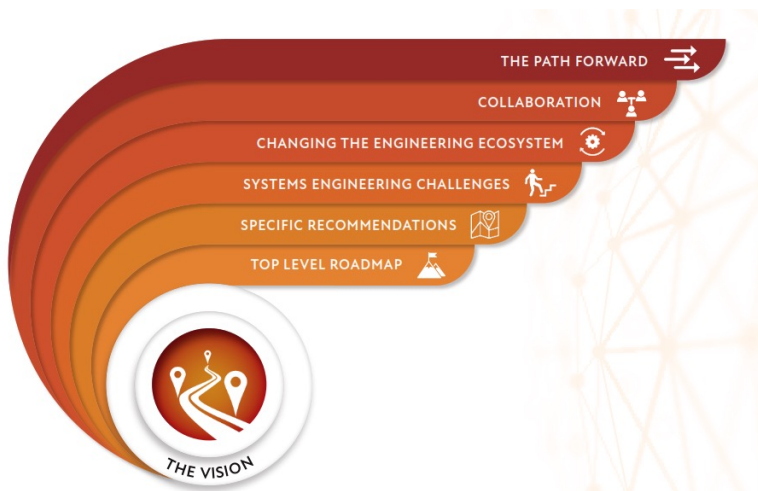 THE PATH FORWARD
COLLABORATION
CHANGING THE ENGINEERING ECOSYSTEM
SYSTEMS ENGINEERING CHALLENGES
SPECIFIC RECOMMENDATIONS
TOP LEVEL ROADMAP
THE VISION